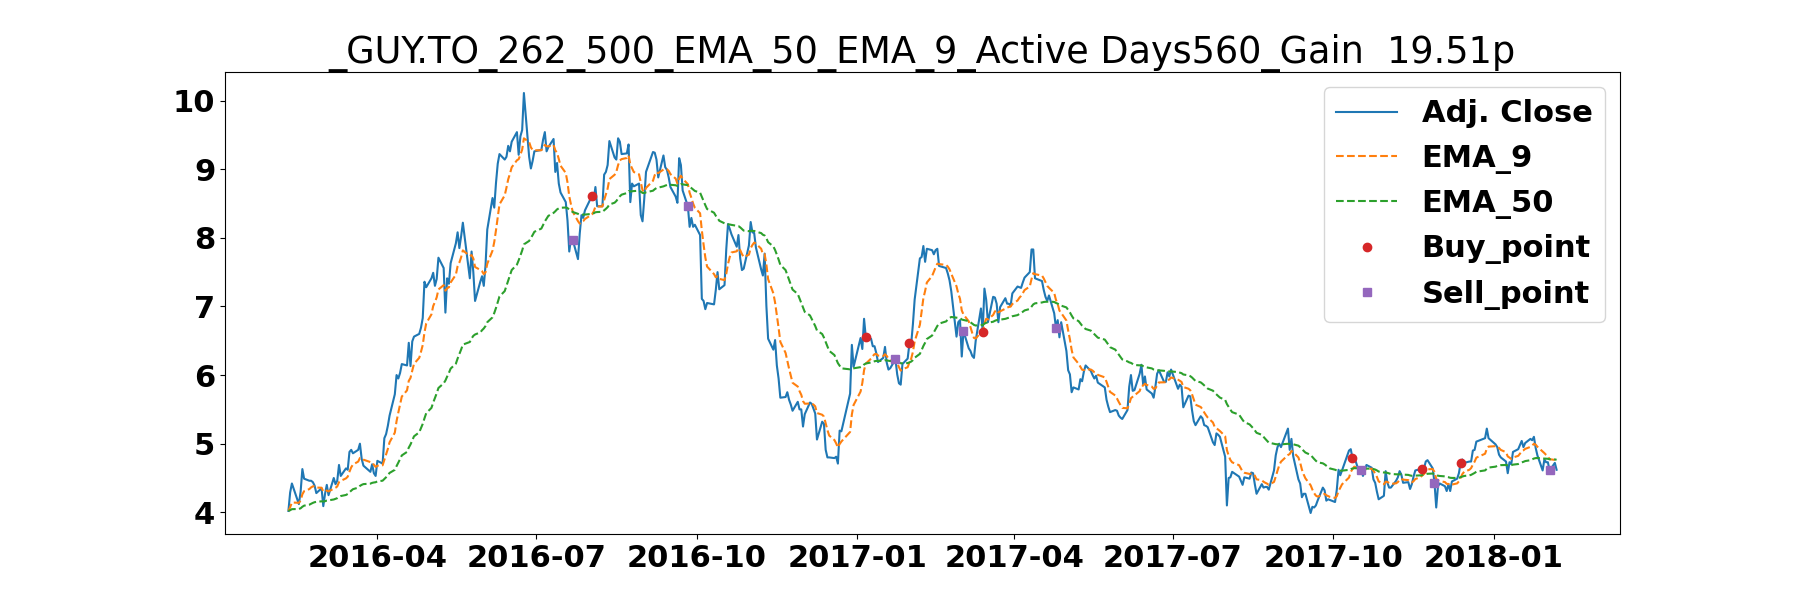 _GUY.TO_262_500_EMA_50_EMA_9_Active Days560_Gain  19.51p
10
9
8
7
6
5
4
Adj. Close
EMA_9
EMA_50
Buy_point
Sell_point
2016-04 2016-07 2016-10 2017-01 2017-04 2017-07 2017-10 2018-01